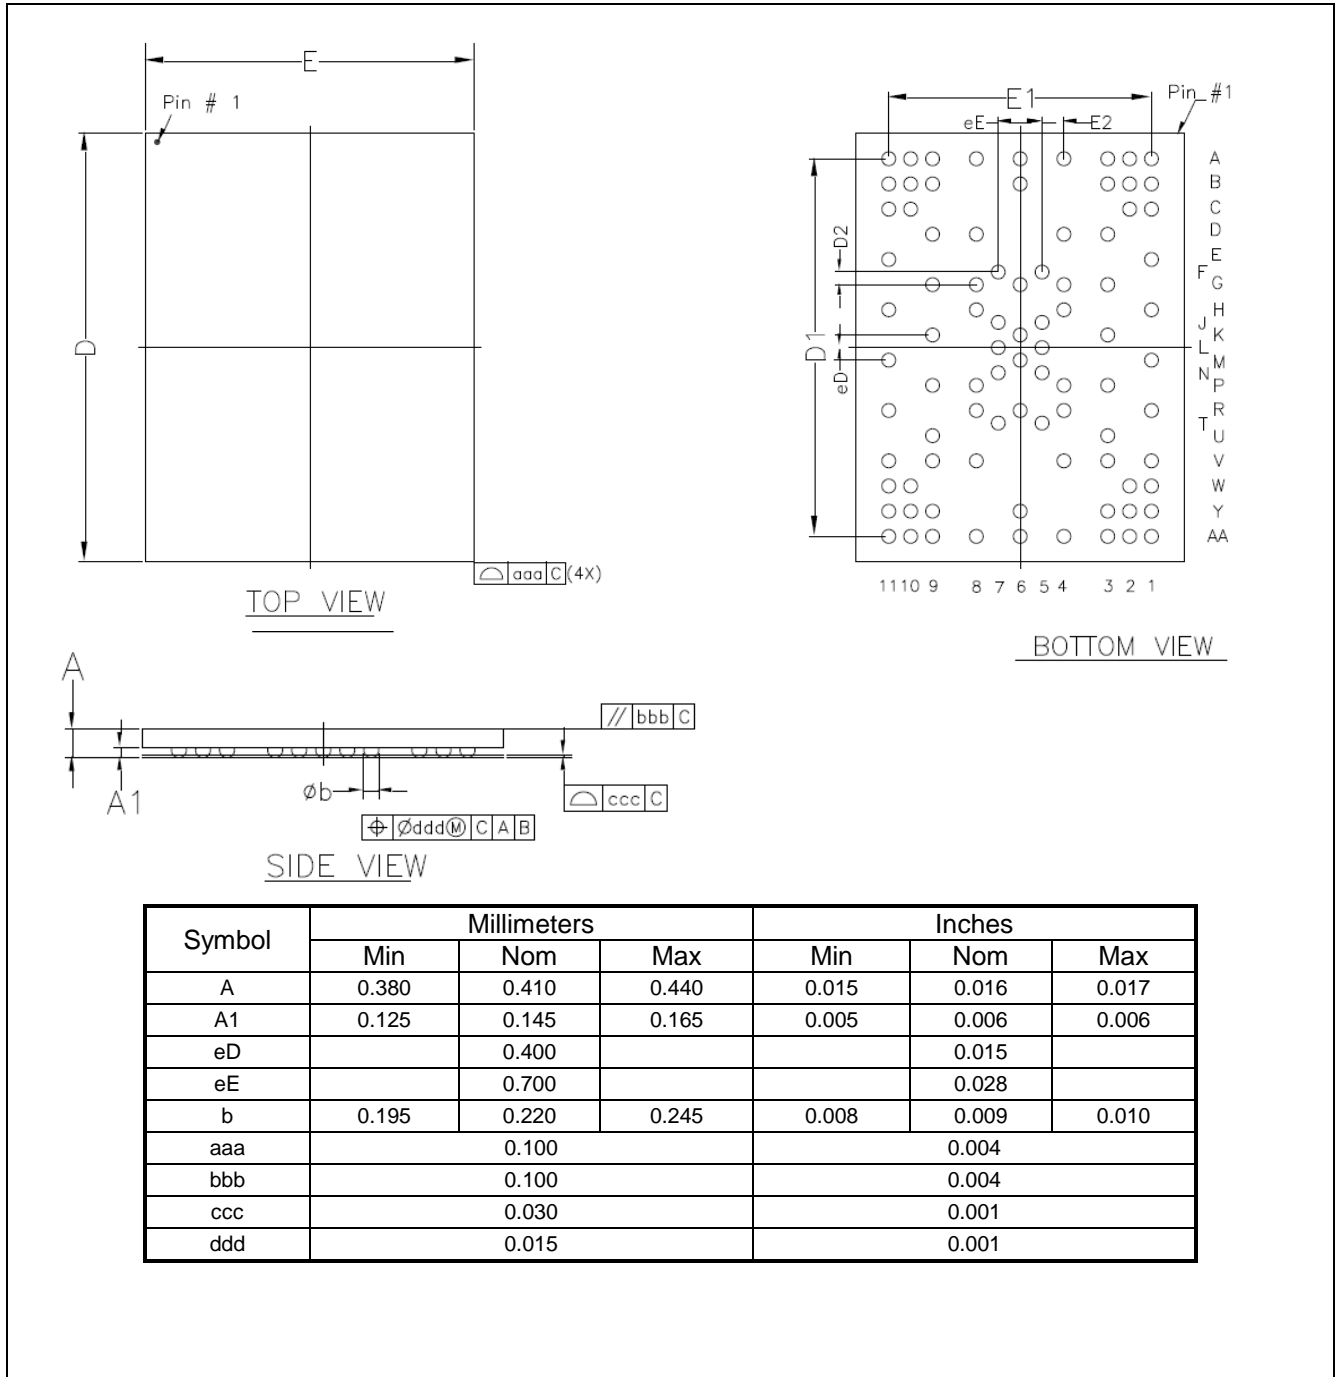 E
Pin # 1
D
aaa C (4X)
TOP VIEW
E1
Pin #1
eE
E2
D2
D1
eD
A
B
C
D
E
F
G
H
J
K
L
M
N
P
R
T
U
V
W
Y
AA
11 10 9 8 7 6 5 4 3 2 1
BOTTOM VIEW
A
A1
// bbb C
øb
ccc C
⌖ Øddd Ⓜ C A B
SIDE VIEW
Symbol Millimeters Inches
Min Nom Max Min Nom Max
A 0.380 0.410 0.440 0.015 0.016 0.017
A1 0.125 0.145 0.165 0.005 0.006 0.006
eD 0.400 0.015
eE 0.700 0.028
b 0.195 0.220 0.245 0.008 0.009 0.010
aaa 0.100 0.004
bbb 0.100 0.004
ccc 0.030 0.001
ddd 0.015 0.001